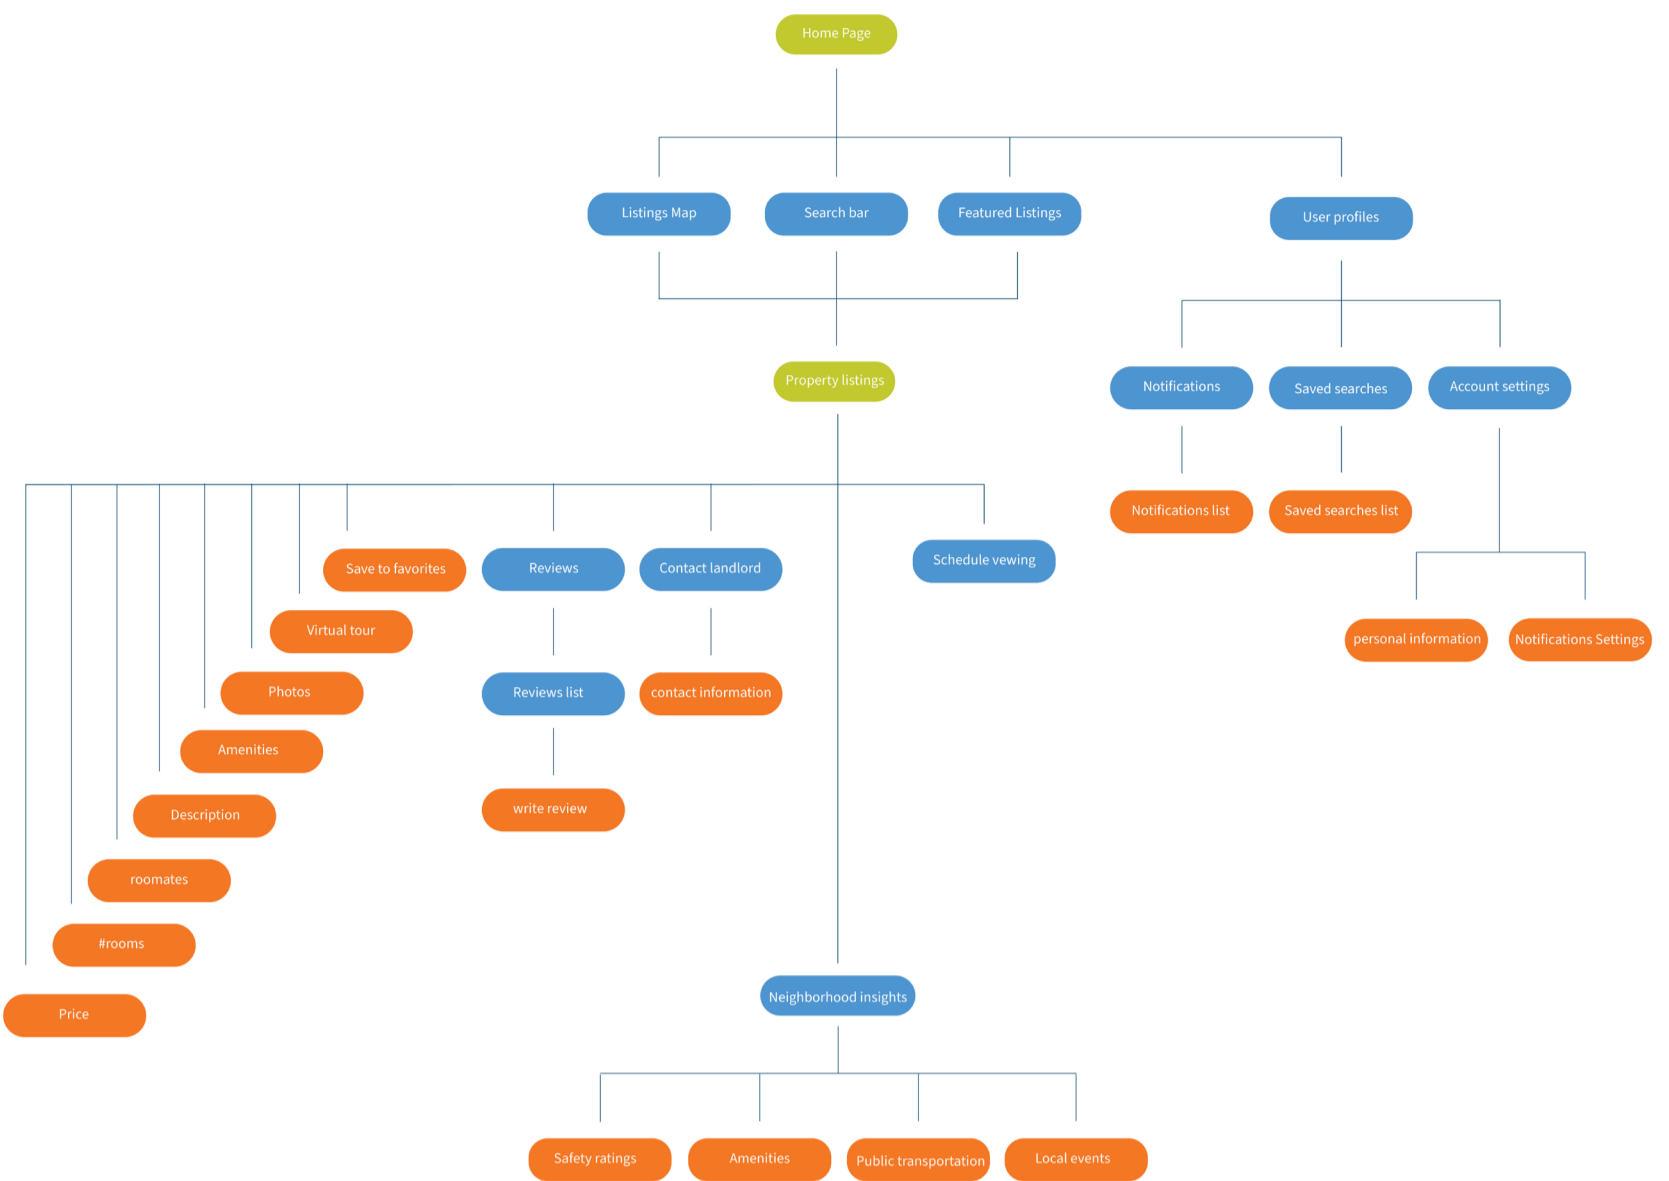 Home Page
Listings Map
Search bar
Featured Listings
User profiles
Property listings
Notifications
Saved searches
Account settings
Notifications list
Saved searches list
Save to favorites
Reviews
Contact landlord
Schedule vewing
Virtual tour
personal information
Notifications Settings
Photos
Reviews list
contact information
Amenities
Description
write review
roomates
#rooms
Price
Neighborhood insights
Safety ratings
Amenities
Public transportation
Local events